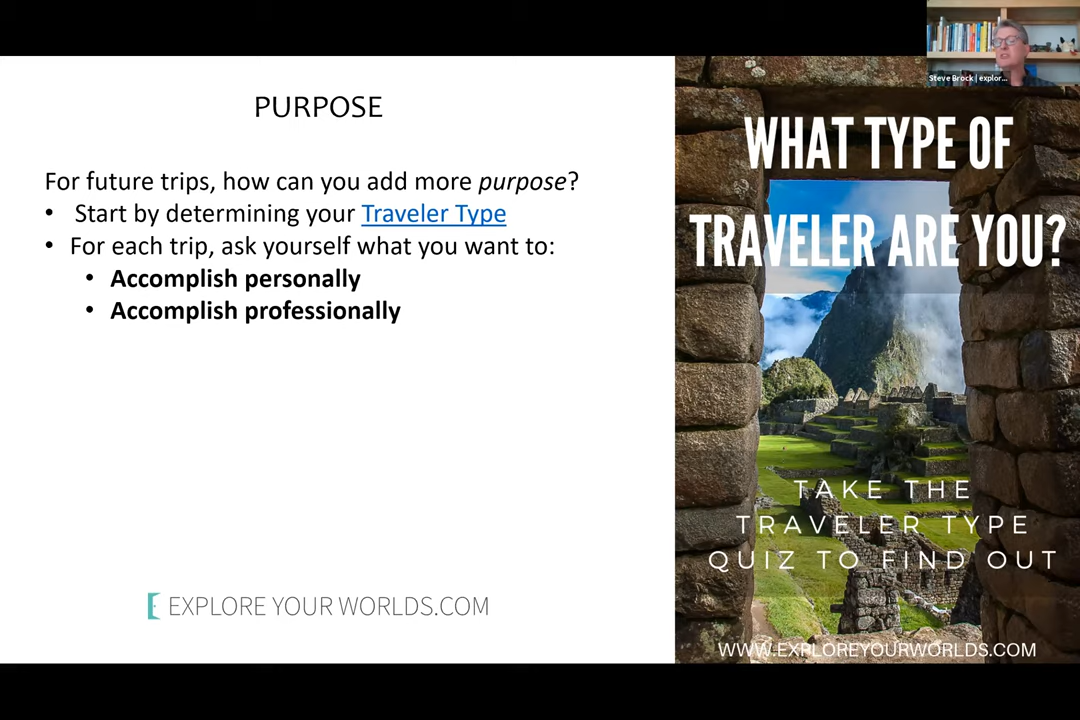 PURPOSE
For future trips, how can you add more purpose?
• Start by determining your Traveler Type
• For each trip, ask yourself what you want to:
• Accomplish personally
• Accomplish professionally
EXPLORE YOUR WORLDS.COM
Steve Brock | explor...
WHAT TYPE OF
TRAVELER ARE YOU?
TAKE THE
TRAVELER TYPE
QUIZ TO FIND OUT
WWW.EXPLOREYOURWORLDS.COM